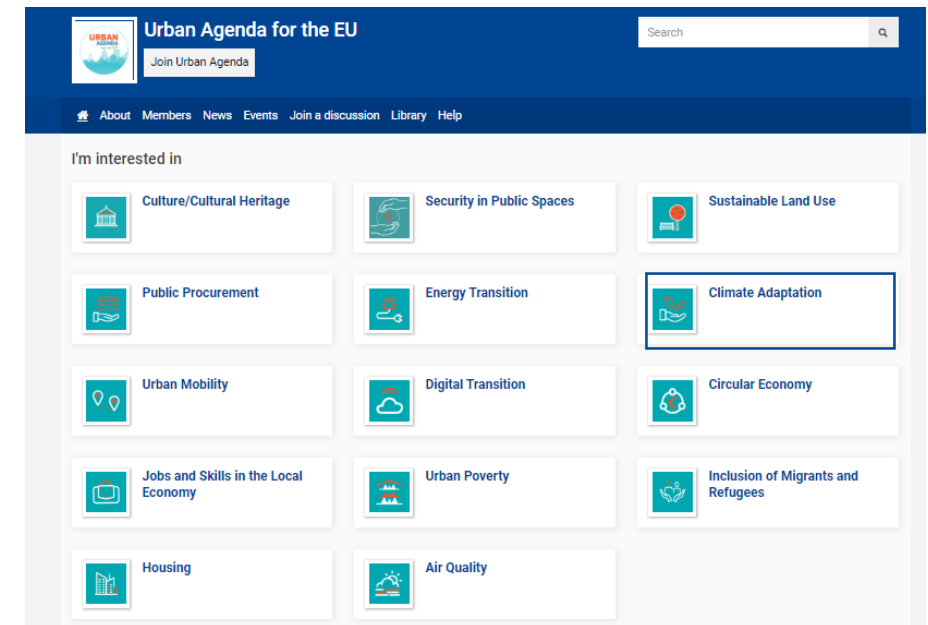 URBAN
AGENDA
Urban Agenda for the EU
Join Urban Agenda
Search
About Members News Events Join a discussion Library Help
I'm interested in
Culture/Cultural Heritage
Security in Public Spaces
Sustainable Land Use
Public Procurement
Energy Transition
Climate Adaptation
Urban Mobility
Digital Transition
Circular Economy
Jobs and Skills in the Local
Economy
Urban Poverty
Inclusion of Migrants and
Refugees
Housing
Air Quality